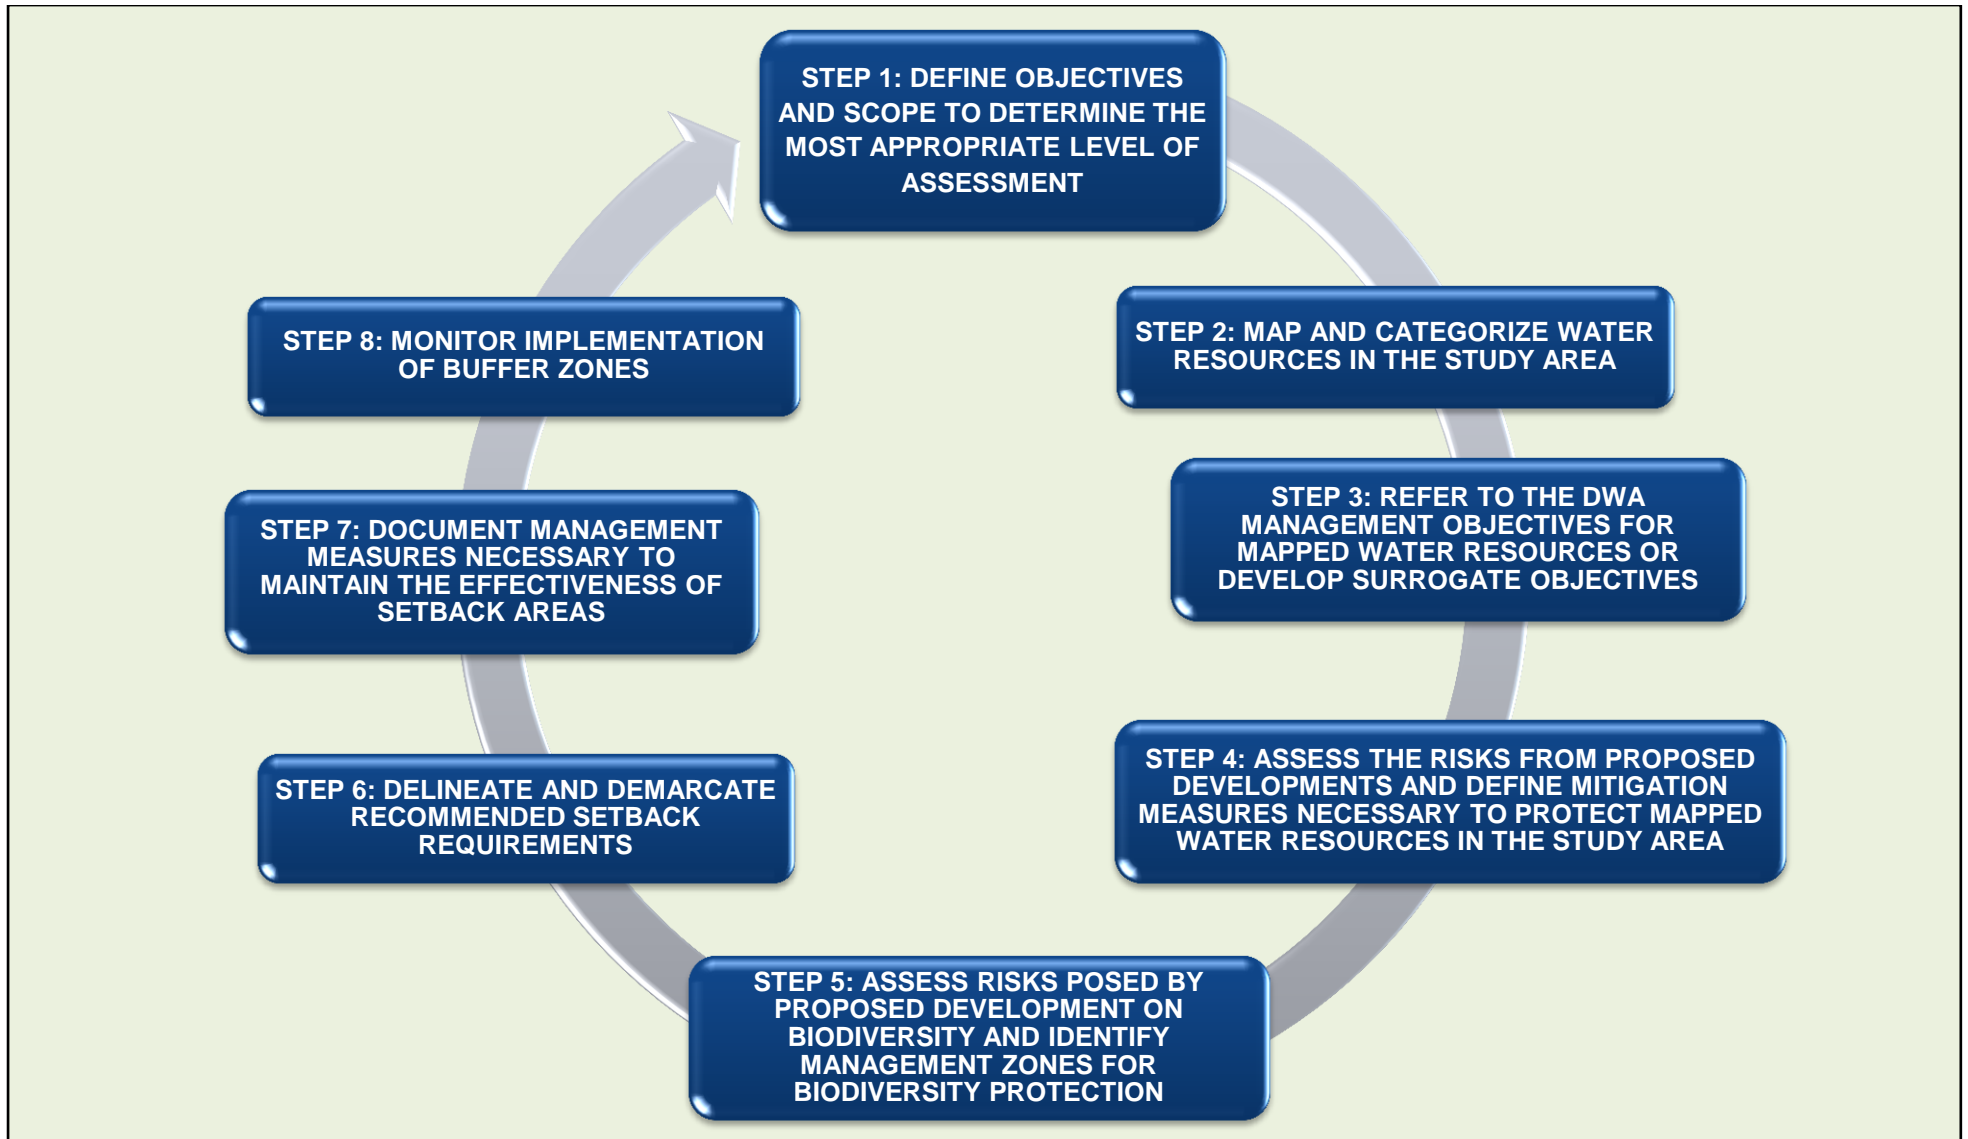 STEP 1: DEFINE OBJECTIVES
AND SCOPE TO DETERMINE THE
MOST APPROPRIATE LEVEL OF
ASSESSMENT
STEP 2: MAP AND CATEGORIZE WATER
RESOURCES IN THE STUDY AREA
STEP 3: REFER TO THE DWA
MANAGEMENT OBJECTIVES FOR
MAPPED WATER RESOURCES OR
DEVELOP SURROGATE OBJECTIVES
STEP 4: ASSESS THE RISKS FROM PROPOSED
DEVELOPMENTS AND DEFINE MITIGATION
MEASURES NECESSARY TO PROTECT MAPPED
WATER RESOURCES IN THE STUDY AREA
STEP 5: ASSESS RISKS POSED BY
PROPOSED DEVELOPMENT ON
BIODIVERSITY AND IDENTIFY
MANAGEMENT ZONES FOR
BIODIVERSITY PROTECTION
STEP 6: DELINEATE AND DEMARCATE
RECOMMENDED SETBACK
REQUIREMENTS
STEP 7: DOCUMENT MANAGEMENT
MEASURES NECESSARY TO
MAINTAIN THE EFFECTIVENESS OF
SETBACK AREAS
STEP 8: MONITOR IMPLEMENTATION
OF BUFFER ZONES